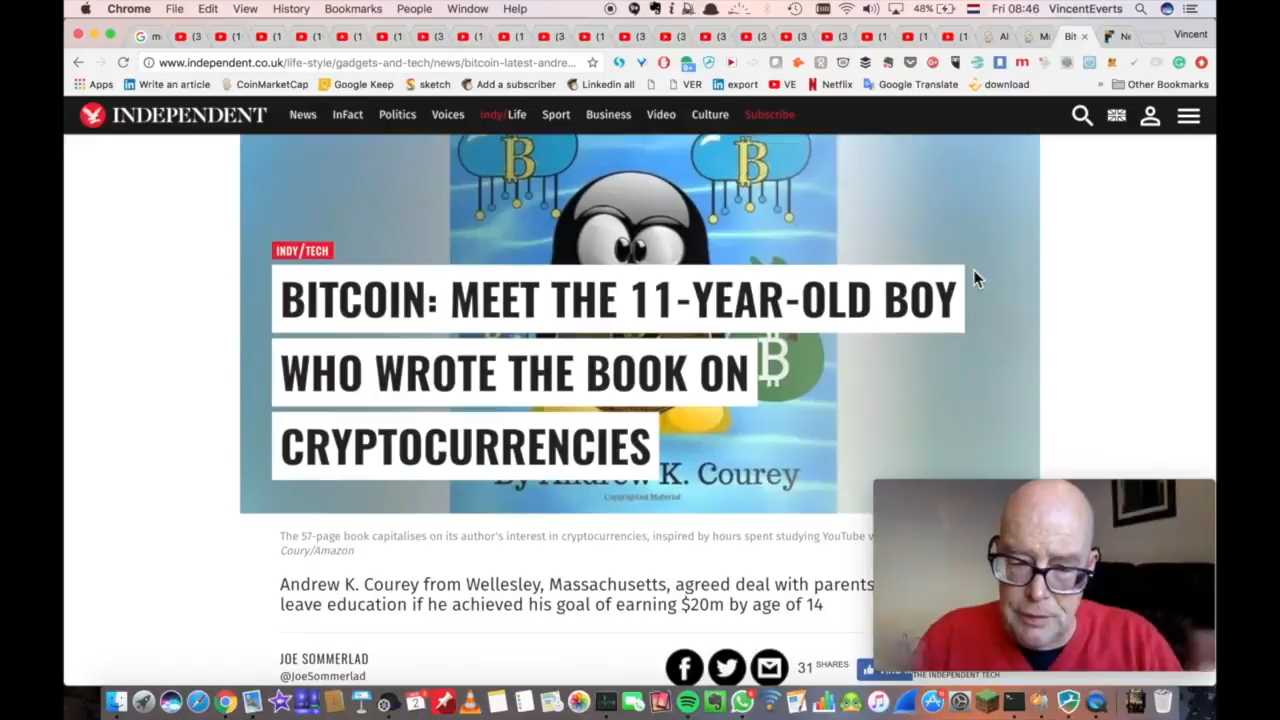 Chrome File Edit View History Bookmarks People Window Help 48% Fri 08:46 VincentEverts
Vincent
www.independent.co.uk/life-style/gadgets-and-tech/news/bitcoin-latest-andre...
Apps Write an article CoinMarketCap Google Keep sketch Add a subscriber Linkedin all VER export VE Netflix Google Translate download » Other Bookmarks
INDEPENDENT News InFact Politics Voices Indy/Life Sport Business Video Culture Subscribe
INDY/TECH
BITCOIN: MEET THE 11-YEAR-OLD BOY
WHO WROTE THE BOOK ON
CRYPTOCURRENCIES
By Andrew K. Courey
Copyrighted Material
The 57-page book capitalises on its author's interest in cryptocurrencies, inspired by hours spent studying YouTube
Coury/Amazon
Andrew K. Courey from Wellesley, Massachusetts, agreed deal with parents
leave education if he achieved his goal of earning $20m by age of 14
JOE SOMMERLAD
@JoeSommerlad
31 SHARES
THE INDEPENDENT TECH